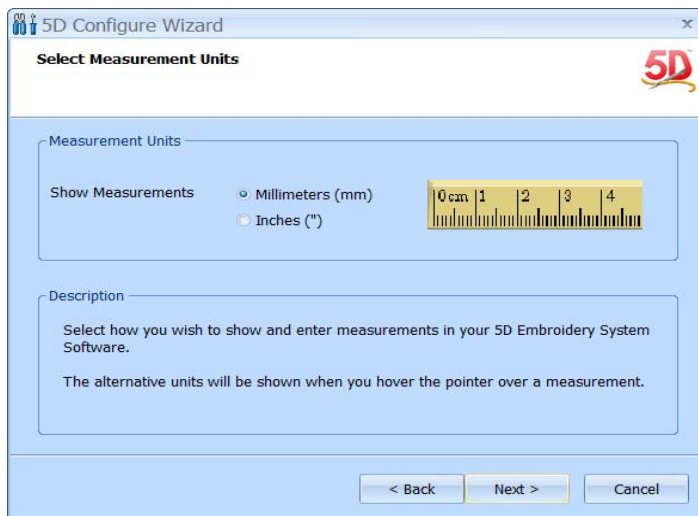 5D Configure Wizard
Select Measurement Units
5D
Measurement Units
Show Measurements
Millimeters (mm)
Inches (")
0cm 1 2 3 4
Description
Select how you wish to show and enter measurements in your 5D Embroidery System
Software.
The alternative units will be shown when you hover the pointer over a measurement.
< Back
Next >
Cancel